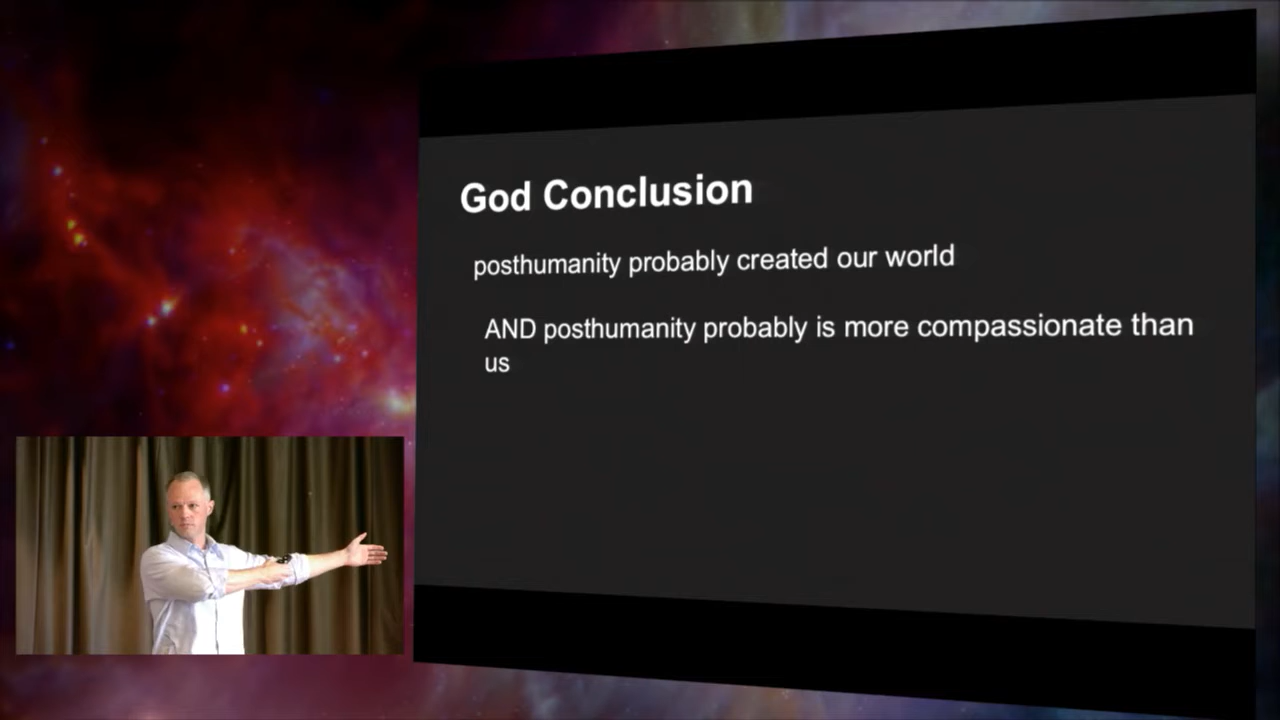 God Conclusion
posthumanity probably created our world
AND posthumanity probably is more compassionate than
us